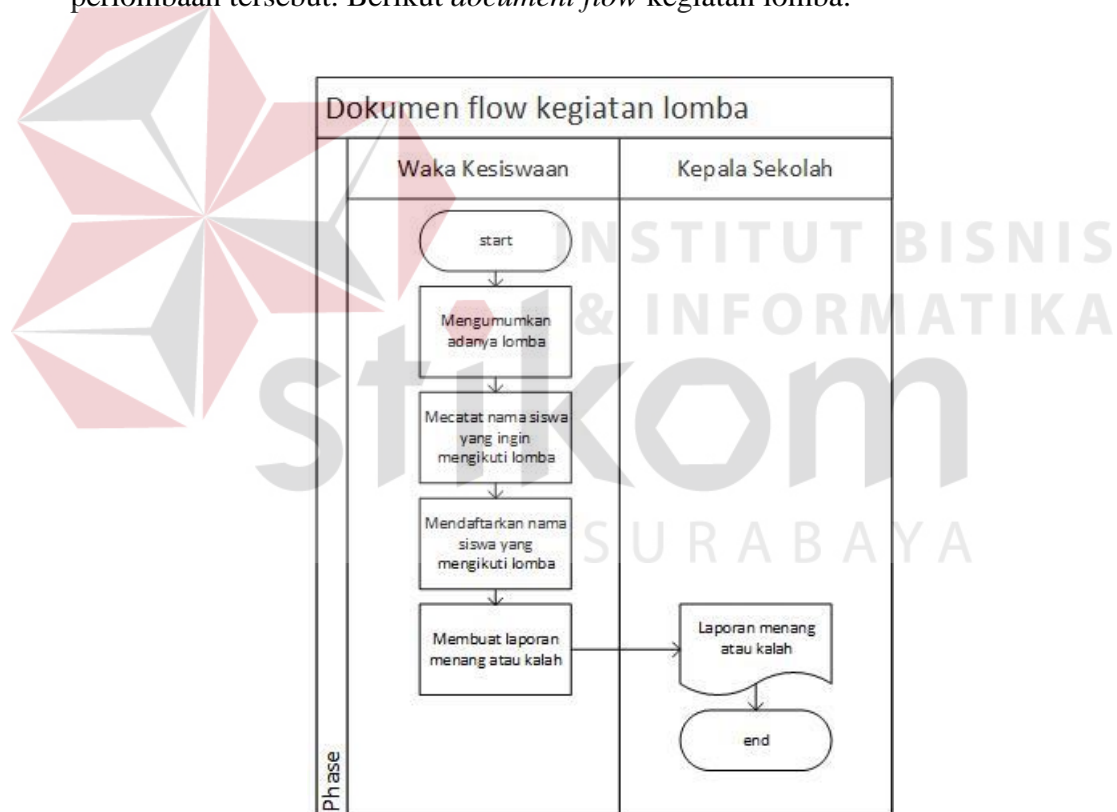 perlombaan tersebut. Berikut document flow kegiatan lomba.
Dokumen flow kegiatan lomba
Waka Kesiswaan
Kepala Sekolah
start
Mengumumkan
adanya lomba
Mecatat nama siswa
yang ingin
mengikuti lomba
Mendaftarkan nama
siswa yang
mengikuti lomba
Membuat laporan
menang atau kalah
Laporan menang
atau kalah
end
Phase
INSTITUT BISNIS
& INFORMATIKA
stikom
SURABAYA